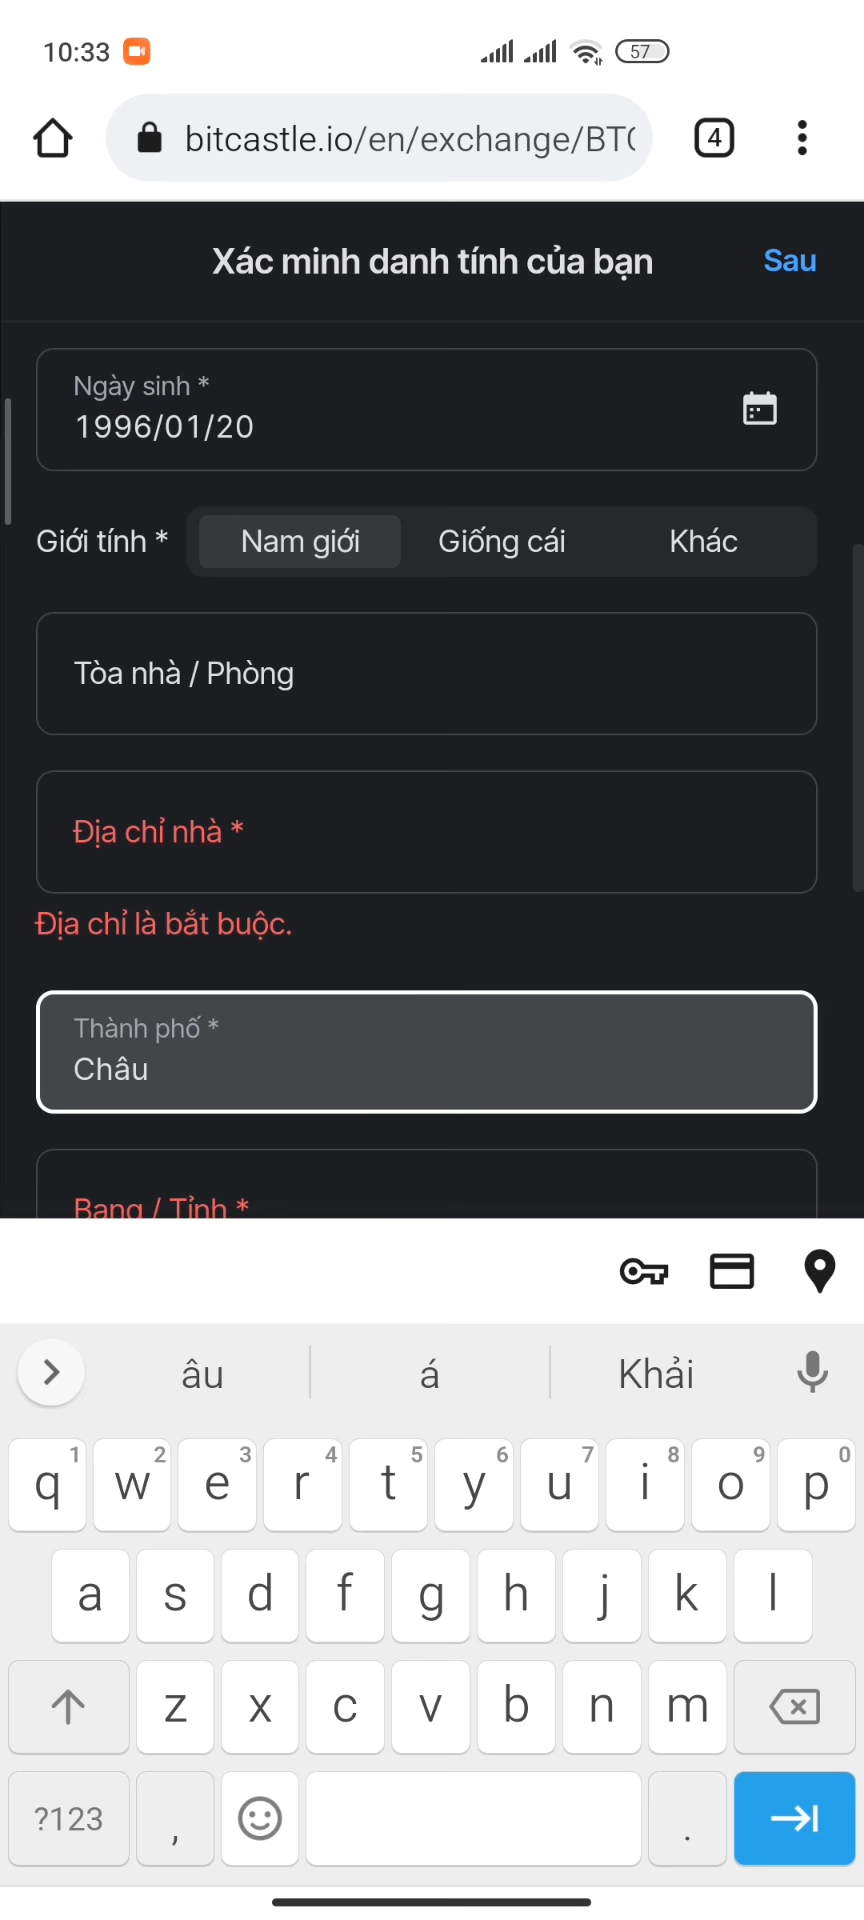 10:33
57
bitcastle.io/en/exchange/BT
4
Xác minh danh tính của bạn
Sau
Ngày sinh *
1996/01/20
Giới tính *
Nam giới
Giống cái
Khác
Tòa nhà / Phòng
Địa chỉ nhà *
Địa chỉ là bắt buộc.
Thành phố *
Châu
Bang / Tỉnh *
âu
á
Khải
1 2 3 4 5 6 7 8 9 0
q w e r t y u i o p
a s d f g h j k l
z x c v b n m
?123 , .